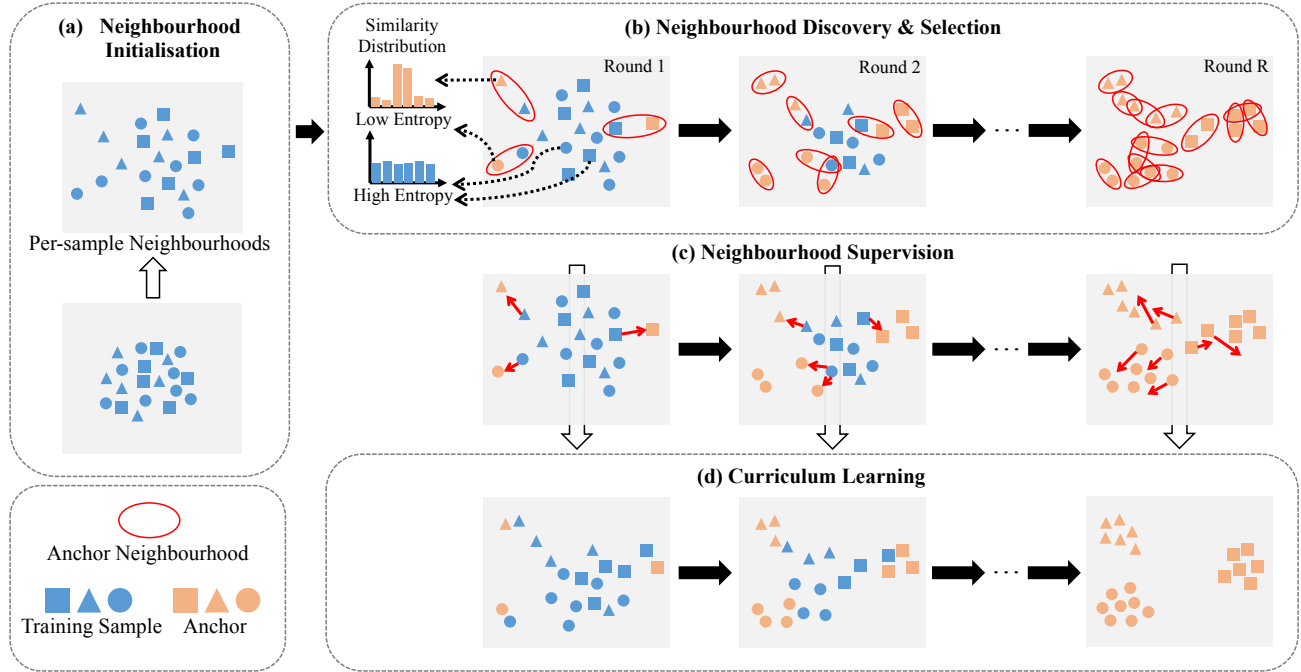 (a) Neighbourhood
Initialisation
Per-sample Neighbourhoods
Anchor Neighbourhood
Training Sample Anchor
(b) Neighbourhood Discovery & Selection
Similarity
Distribution
Low Entropy
High Entropy
Round 1
Round 2
Round R
(c) Neighbourhood Supervision
(d) Curriculum Learning